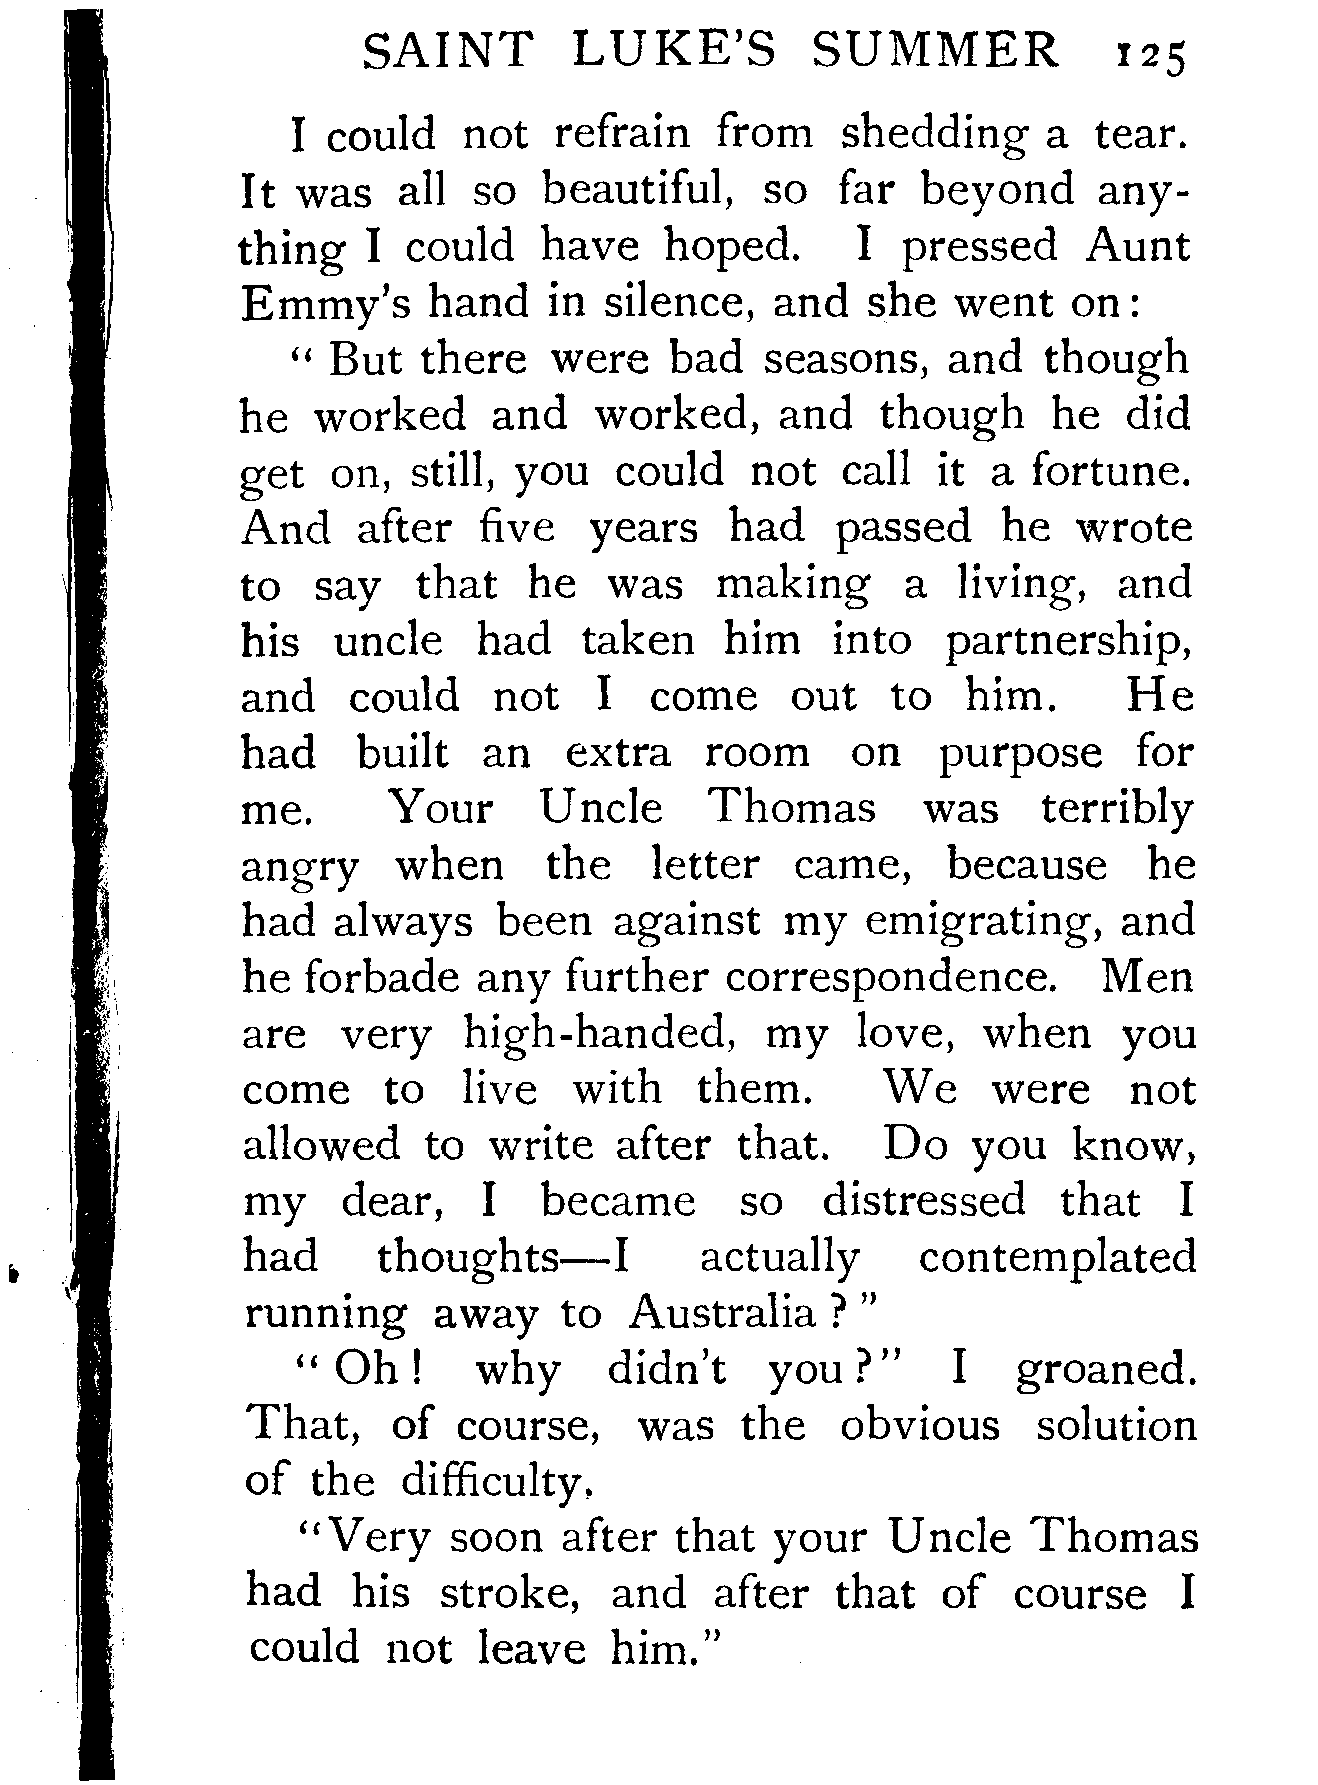 SAINT LUKE'S SUMMER 125
I could not refrain from shedding a tear.
It was all so beautiful, so far beyond any-
thing I could have hoped. I pressed Aunt
Emmy's hand in silence, and she went on:
“ But there were bad seasons, and though
he worked and worked, and though he did
get on, still, you could not call it a fortune.
And after five years had passed he wrote
to say that he was making a living, and
his uncle had taken him into partnership,
and could not I come out to him. He
had built an extra room on purpose for
me. Your Uncle Thomas was terribly
angry when the letter came, because he
had always been against my emigrating, and
he forbade any further correspondence. Men
are very high-handed, my love, when you
come to live with them. We were not
allowed to write after that. Do you know,
my dear, I became so distressed that I
had thoughts—I actually contemplated
running away to Australia ? ”
“ Oh ! why didn't you ? ” I groaned.
That, of course, was the obvious solution
of the difficulty.
“Very soon after that your Uncle Thomas
had his stroke, and after that of course I
could not leave him.”